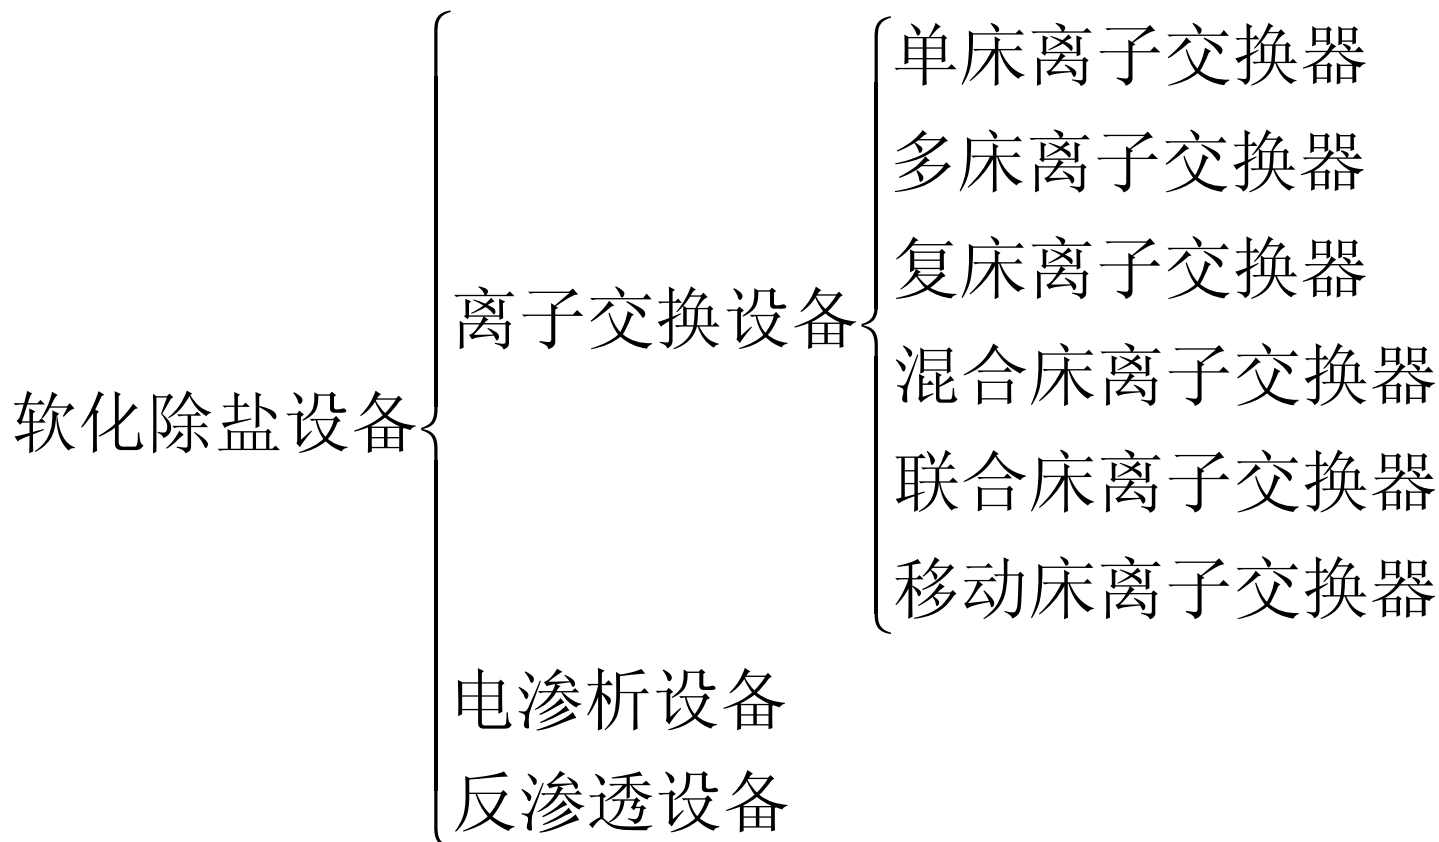 软化除盐设备
离子交换设备
单床离子交换器
多床离子交换器
复床离子交换器
混合床离子交换器
联合床离子交换器
移动床离子交换器
电渗析设备
反渗透设备